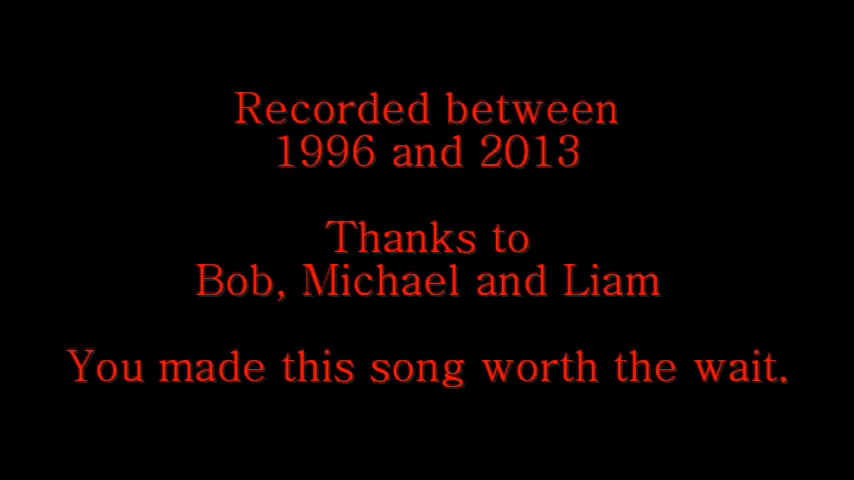 Recorded between
1996 and 2013
Thanks to
Bob, Michael and Liam
You made this song worth the wait.